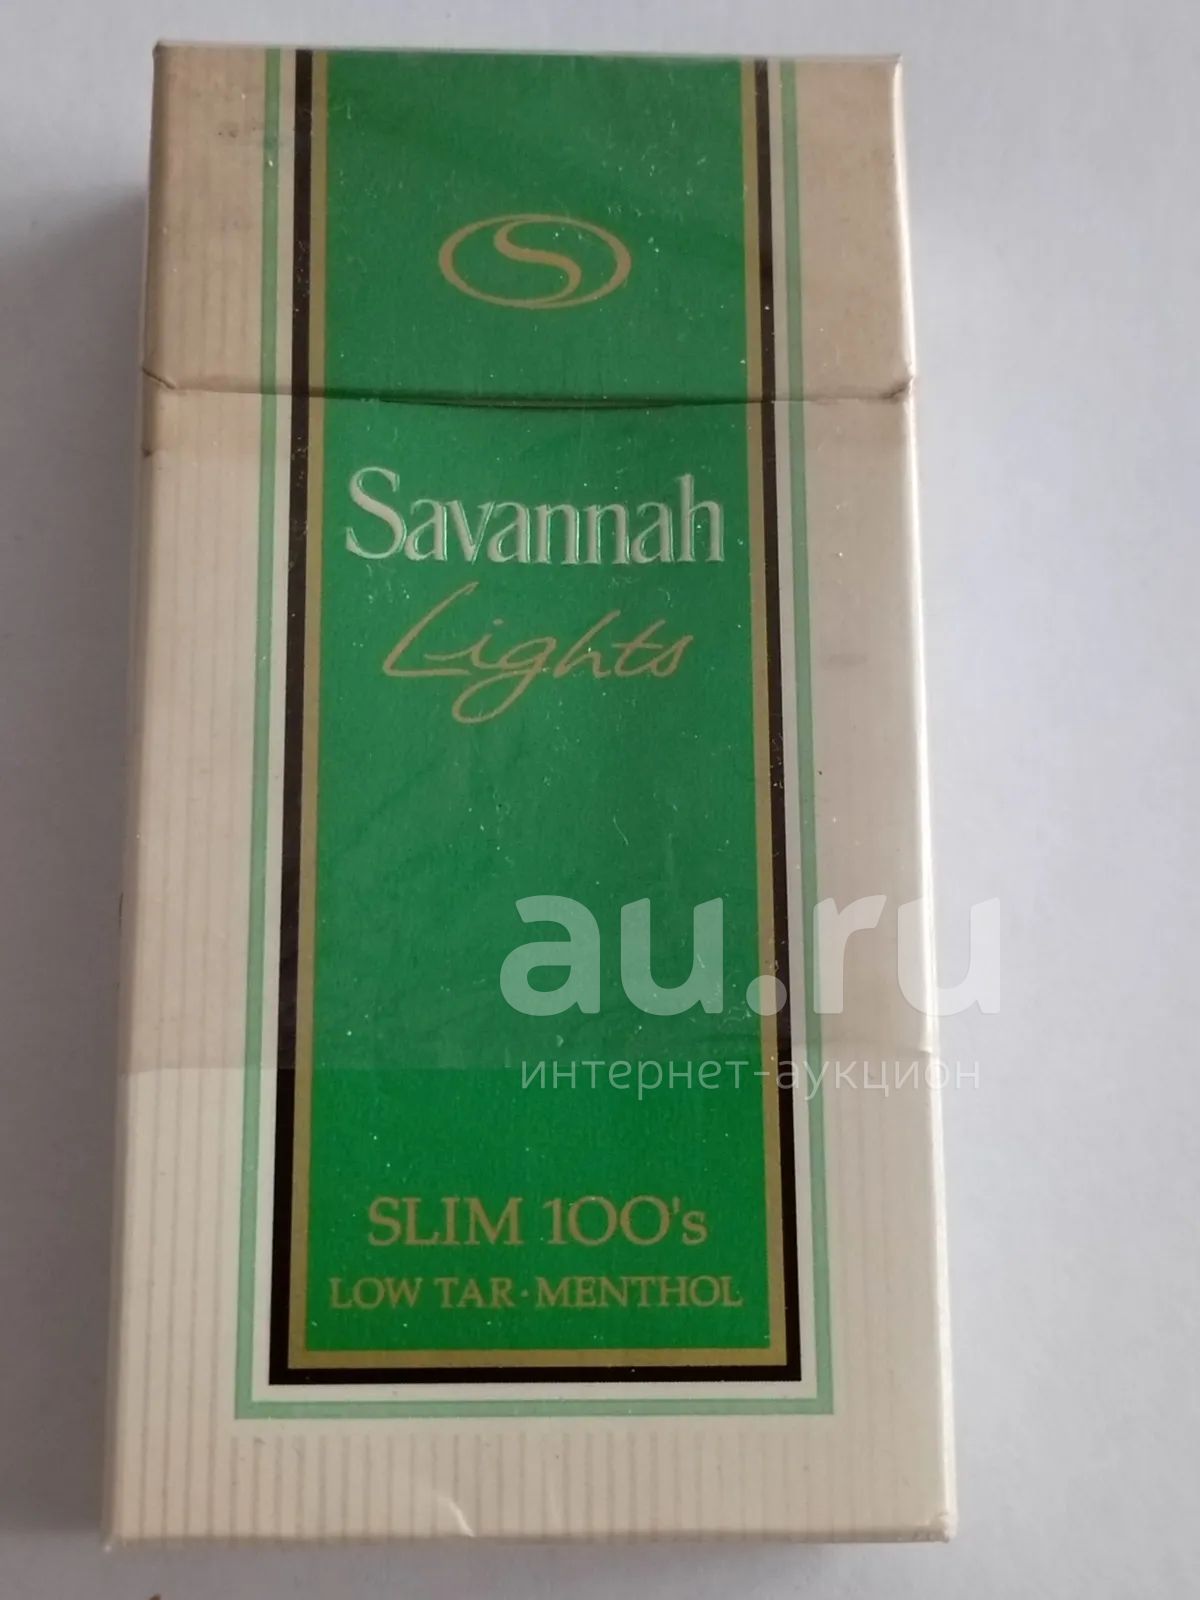 S
Savannah
Lights
au.ru
интернет-аукцион
SLIM 100's
LOW TAR · MENTHOL